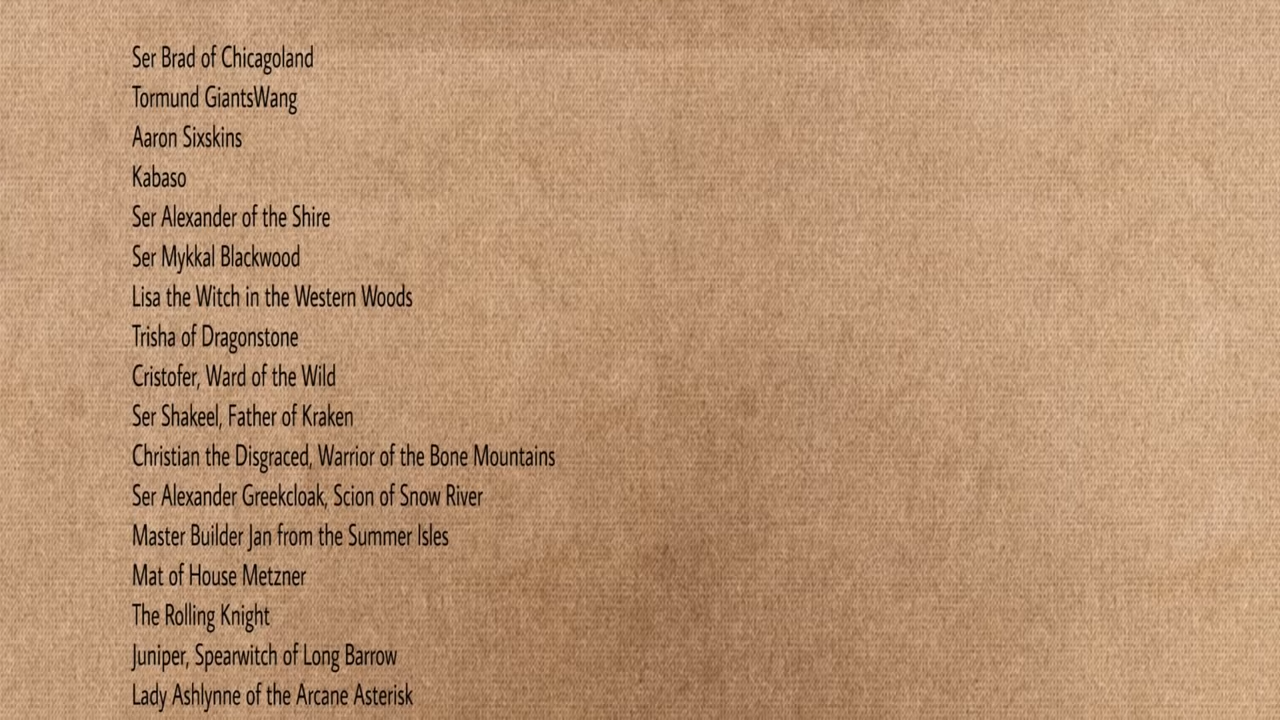 Ser Brad of Chicagoland
Tormund GiantsWang
Aaron Sixskins
Kabaso
Ser Alexander of the Shire
Ser Mykkal Blackwood
Lisa the Witch in the Western Woods
Trisha of Dragonstone
Cristofer, Ward of the Wild
Ser Shakeel, Father of Kraken
Christian the Disgraced, Warrior of the Bone Mountains
Ser Alexander Greekcloak, Scion of Snow River
Master Builder Jan from the Summer Isles
Mat of House Metzner
The Rolling Knight
Juniper, Spearwitch of Long Barrow
Lady Ashlynne of the Arcane Asterisk